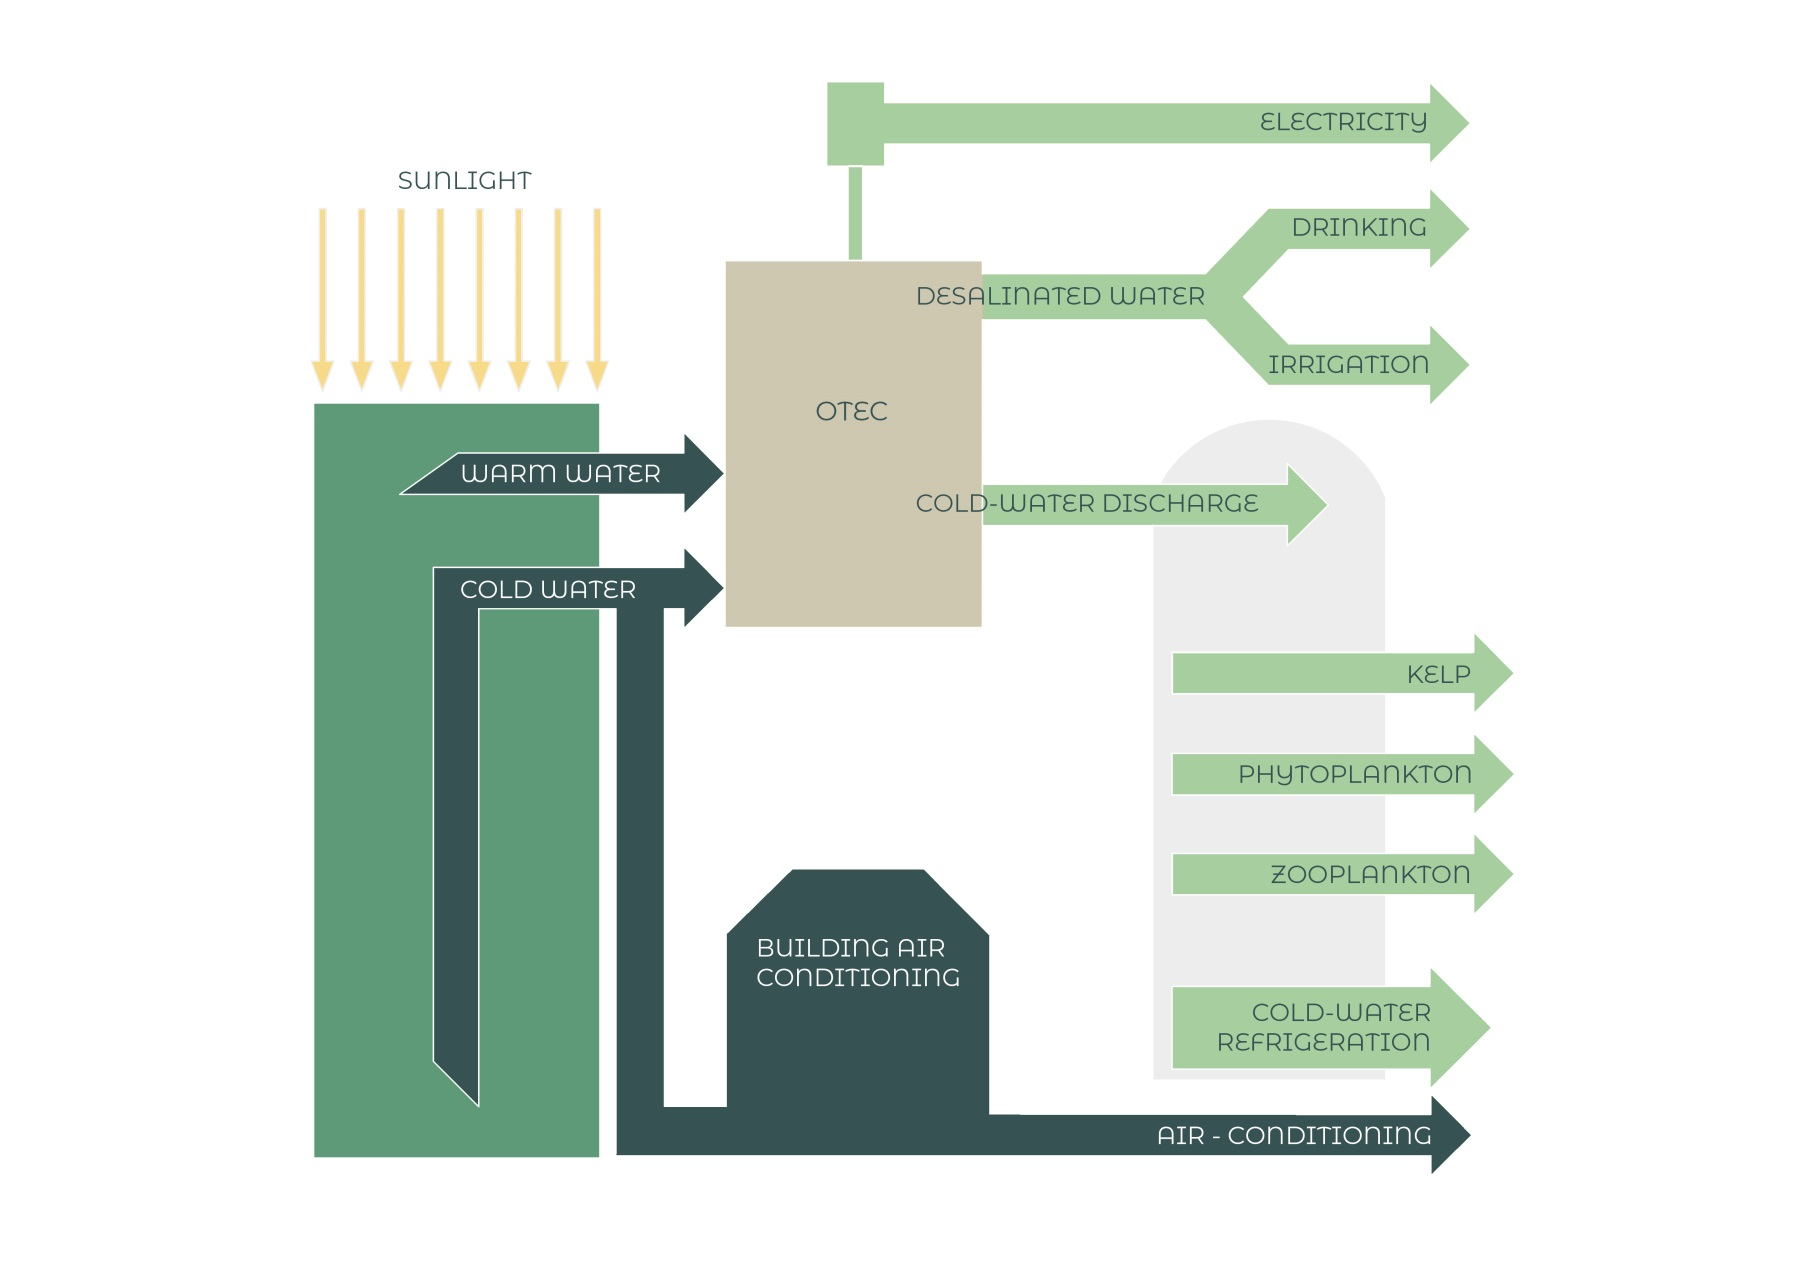 ELECTRICITY
SUNLIGHT
DRINKING
DESALINATED WATER
IRRIGATION
OTEC
WARM WATER
COLD-WATER DISCHARGE
COLD WATER
KELP
PHYTOPLANKTON
ZOOPLANKTON
BUILDING AIR
CONDITIONING
COLD-WATER
REFRIGERATION
AIR - CONDITIONING